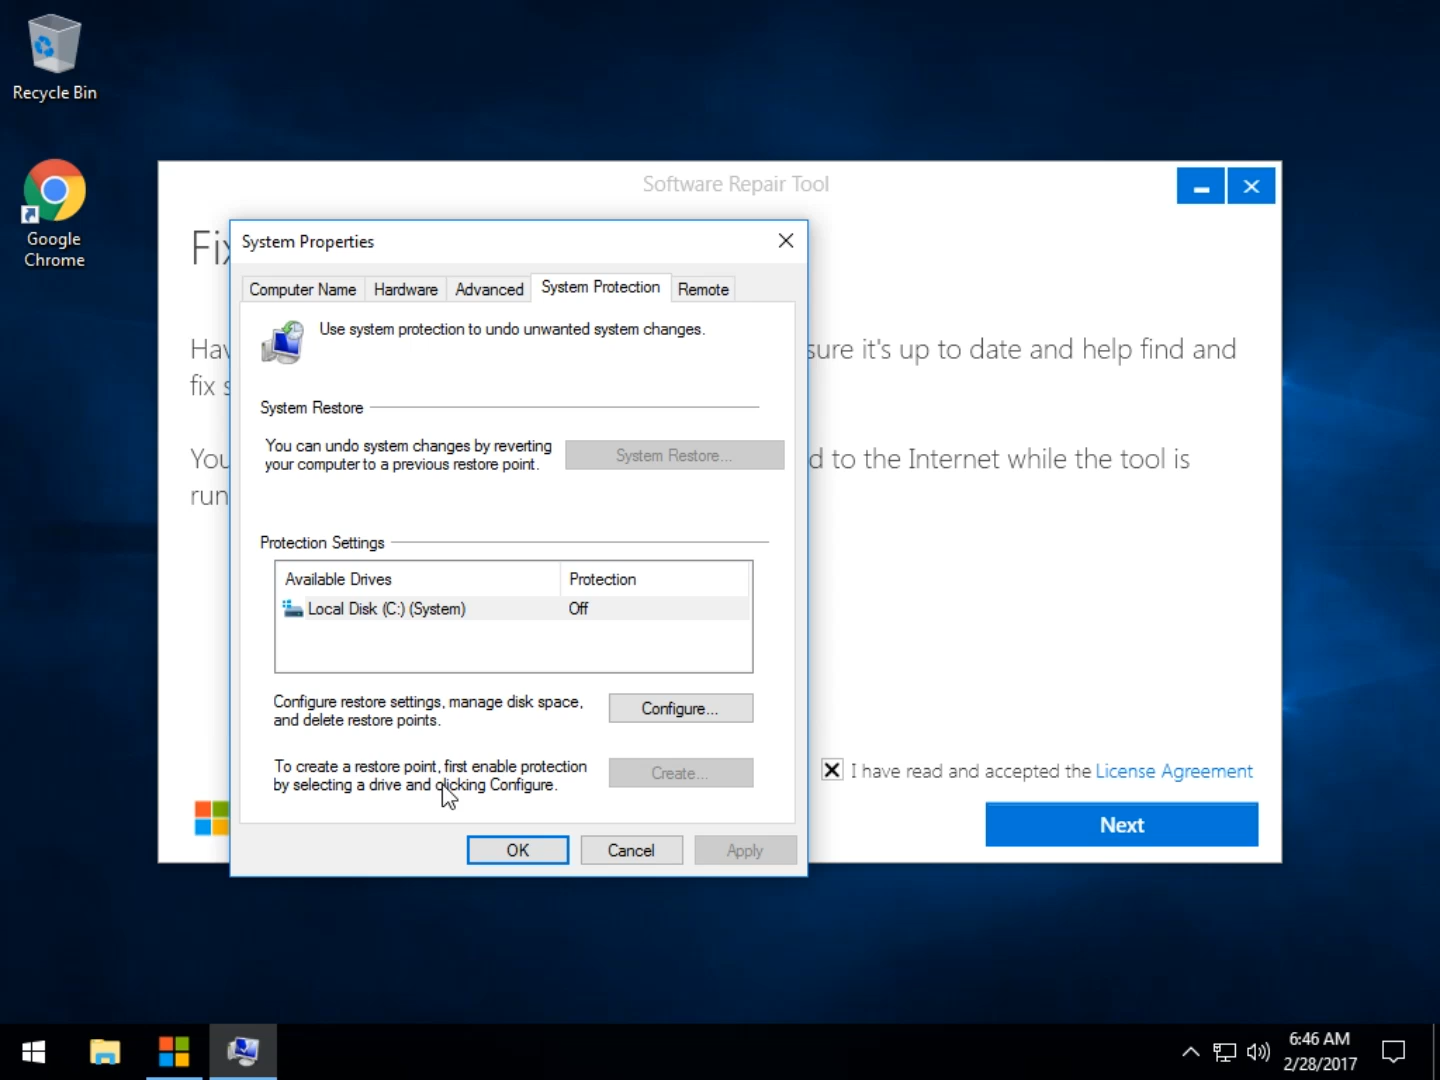 Recycle Bin
Google
Chrome
Software Repair Tool
Fix
System Properties
Computer Name
Hardware
Advanced
System Protection
Remote
Use system protection to undo unwanted system changes.
Hav
sure it's up to date and help find and
fix s
System Restore
You can undo system changes by reverting
your computer to a previous restore point.
System Restore...
You
d to the Internet while the tool is
run
Protection Settings
Available Drives
Protection
Local Disk (C:) (System)
Off
Configure restore settings, manage disk space,
and delete restore points.
Configure...
To create a restore point, first enable protection
by selecting a drive and clicking Configure.
Create...
I have read and accepted the License Agreement
Next
OK
Cancel
Apply
6:46 AM
2/28/2017